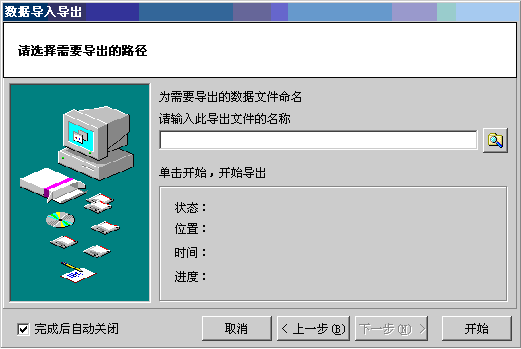 数据导入导出
请选择需要导出的路径
为需要导出的数据文件命名
请输入此导出文件的名称
单击开始，开始导出
状态：
位置：
时间：
进度：
完成后自动关闭
取消
< 上一步(B)
下一步(N) >
开始